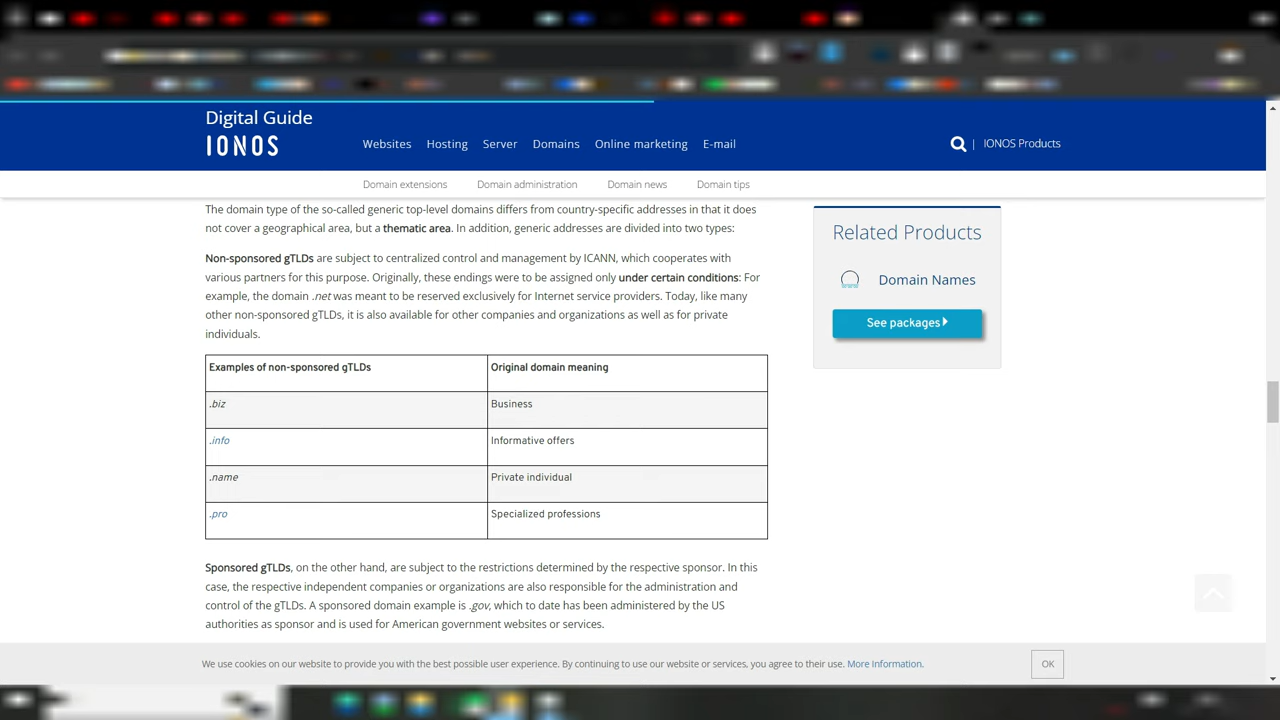 Digital Guide
IONOS
Websites Hosting Server Domains Online marketing E-mail
IONOS Products
Domain extensions Domain administration Domain news Domain tips
The domain type of the so-called generic top-level domains differs from country-specific addresses in that it does
not cover a geographical area, but a thematic area. In addition, generic addresses are divided into two types:
Non-sponsored gTLDs are subject to centralized control and management by ICANN, which cooperates with
various partners for this purpose. Originally, these endings were to be assigned only under certain conditions: For
example, the domain .net was meant to be reserved exclusively for Internet service providers. Today, like many
other non-sponsored gTLDs, it is also available for other companies and organizations as well as for private
individuals.
Examples of non-sponsored gTLDs Original domain meaning
.biz Business
.info Informative offers
.name Private individual
.pro Specialized professions
Sponsored gTLDs, on the other hand, are subject to the restrictions determined by the respective sponsor. In this
case, the respective independent companies or organizations are also responsible for the administration and
control of the gTLDs. A sponsored domain example is .gov, which to date has been administered by the US
authorities as sponsor and is used for American government websites or services.
Related Products
Domain Names
See packages
We use cookies on our website to provide you with the best possible user experience. By continuing to use our website or services, you agree to their use. More Information.
OK